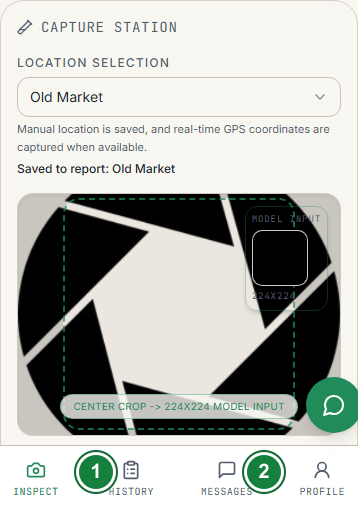 CAPTURE STATION
LOCATION SELECTION
Old Market
Manual location is saved, and real-time GPS coordinates are
captured when available.
Saved to report: Old Market
MODEL INPUT
224X224
CENTER CROP -> 224X224 MODEL INPUT
1
2
INSPECT
HISTORY
MESSAGES
PROFILE